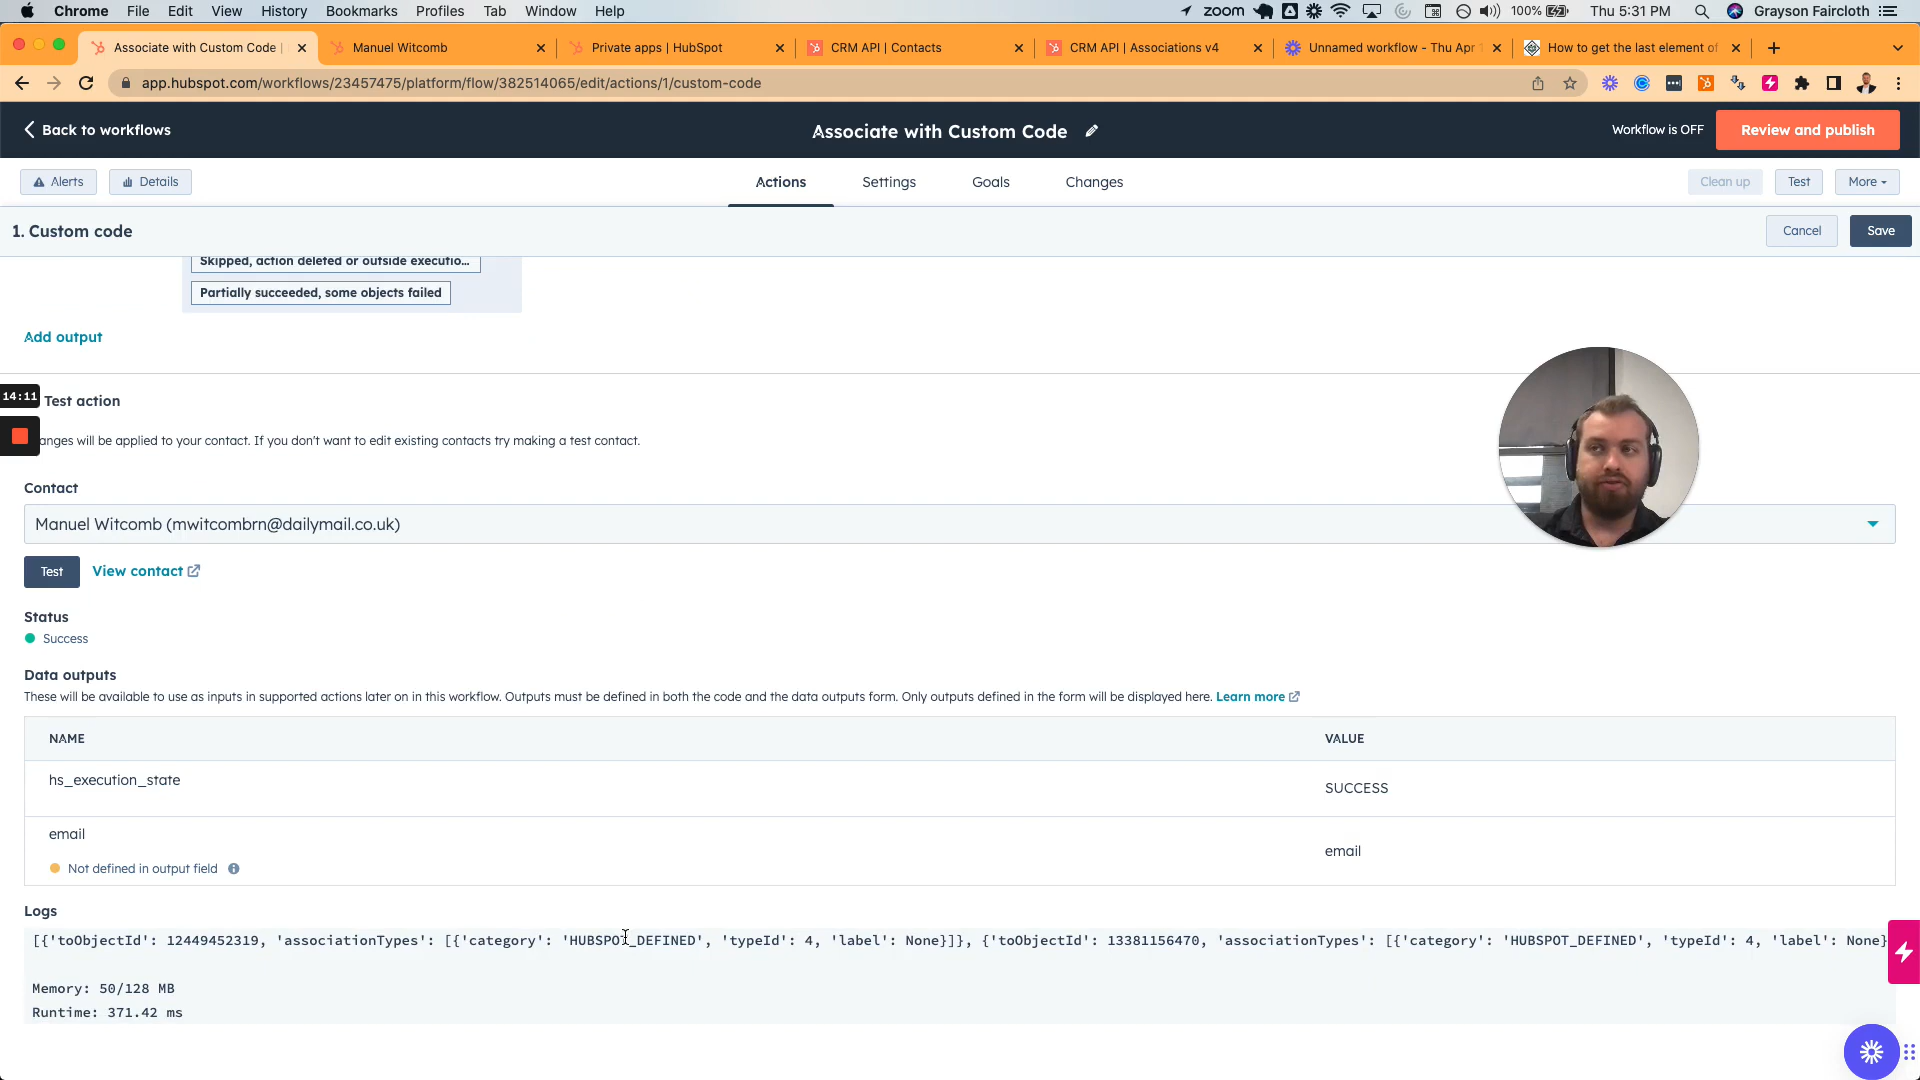 Chrome File Edit View History Bookmarks Profiles Tab Window Help zoom 100% Thu 5:31 PM Grayson Faircloth
Associate with Custom Code | Manuel Witcomb Private apps | HubSpot CRM API | Contacts CRM API | Associations v4 Unnamed workflow - Thu Apr How to get the last element of
app.hubspot.com/workflows/23457475/platform/flow/382514065/edit/actions/1/custom-code
Back to workflows Associate with Custom Code Workflow is OFF Review and publish
Alerts Details Actions Settings Goals Changes Clean up Test More
1. Custom code Cancel Save
Skipped, action deleted or outside executio...
Partially succeeded, some objects failed
Add output
14:11 Test action
anges will be applied to your contact. If you don't want to edit existing contacts try making a test contact.
Contact
Manuel Witcomb (mwitcombrn@dailymail.co.uk)
Test View contact
Status
Success
Data outputs
These will be available to use as inputs in supported actions later on in this workflow. Outputs must be defined in both the code and the data outputs form. Only outputs defined in the form will be displayed here. Learn more
NAME VALUE
hs_execution_state SUCCESS
email email
Not defined in output field
Logs
[{'toObjectId': 12449452319, 'associationTypes': [{'category': 'HUBSPOT_DEFINED', 'typeId': 4, 'label': None}]}, {'toObjectId': 13381156470, 'associationTypes': [{'category': 'HUBSPOT_DEFINED', 'typeId': 4, 'label': None}
Memory: 50/128 MB
Runtime: 371.42 ms